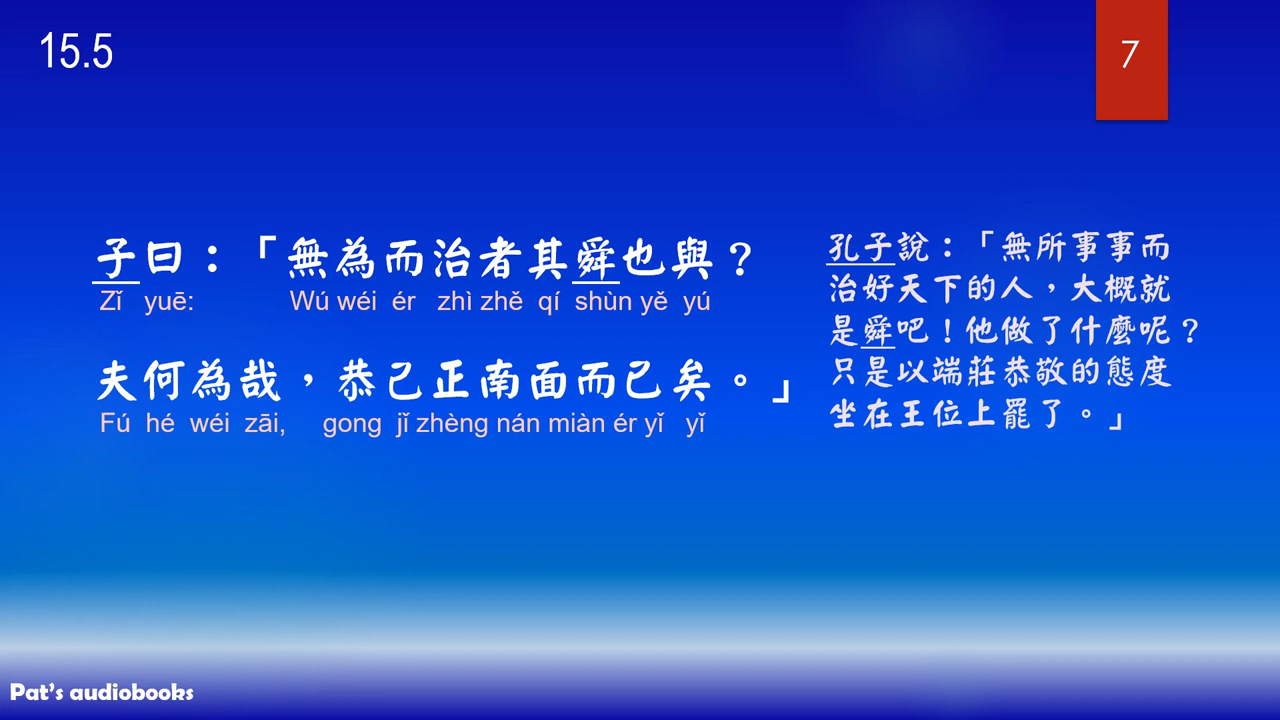 15.5
7
子曰：「無為而治者其舜也與？
Zǐ yuē: Wú wéi ér zhì zhě qí shùn yě yú
夫何為哉，恭己正南面而已矣。」
Fú hé wéi zāi, gong jǐ zhèng nán miàn ér yǐ yǐ
孔子說：「無所事事而
治好天下的人，大概就
是舜吧！他做了什麼呢？
只是以端莊恭敬的態度
坐在王位上罷了。」
Pat's audiobooks